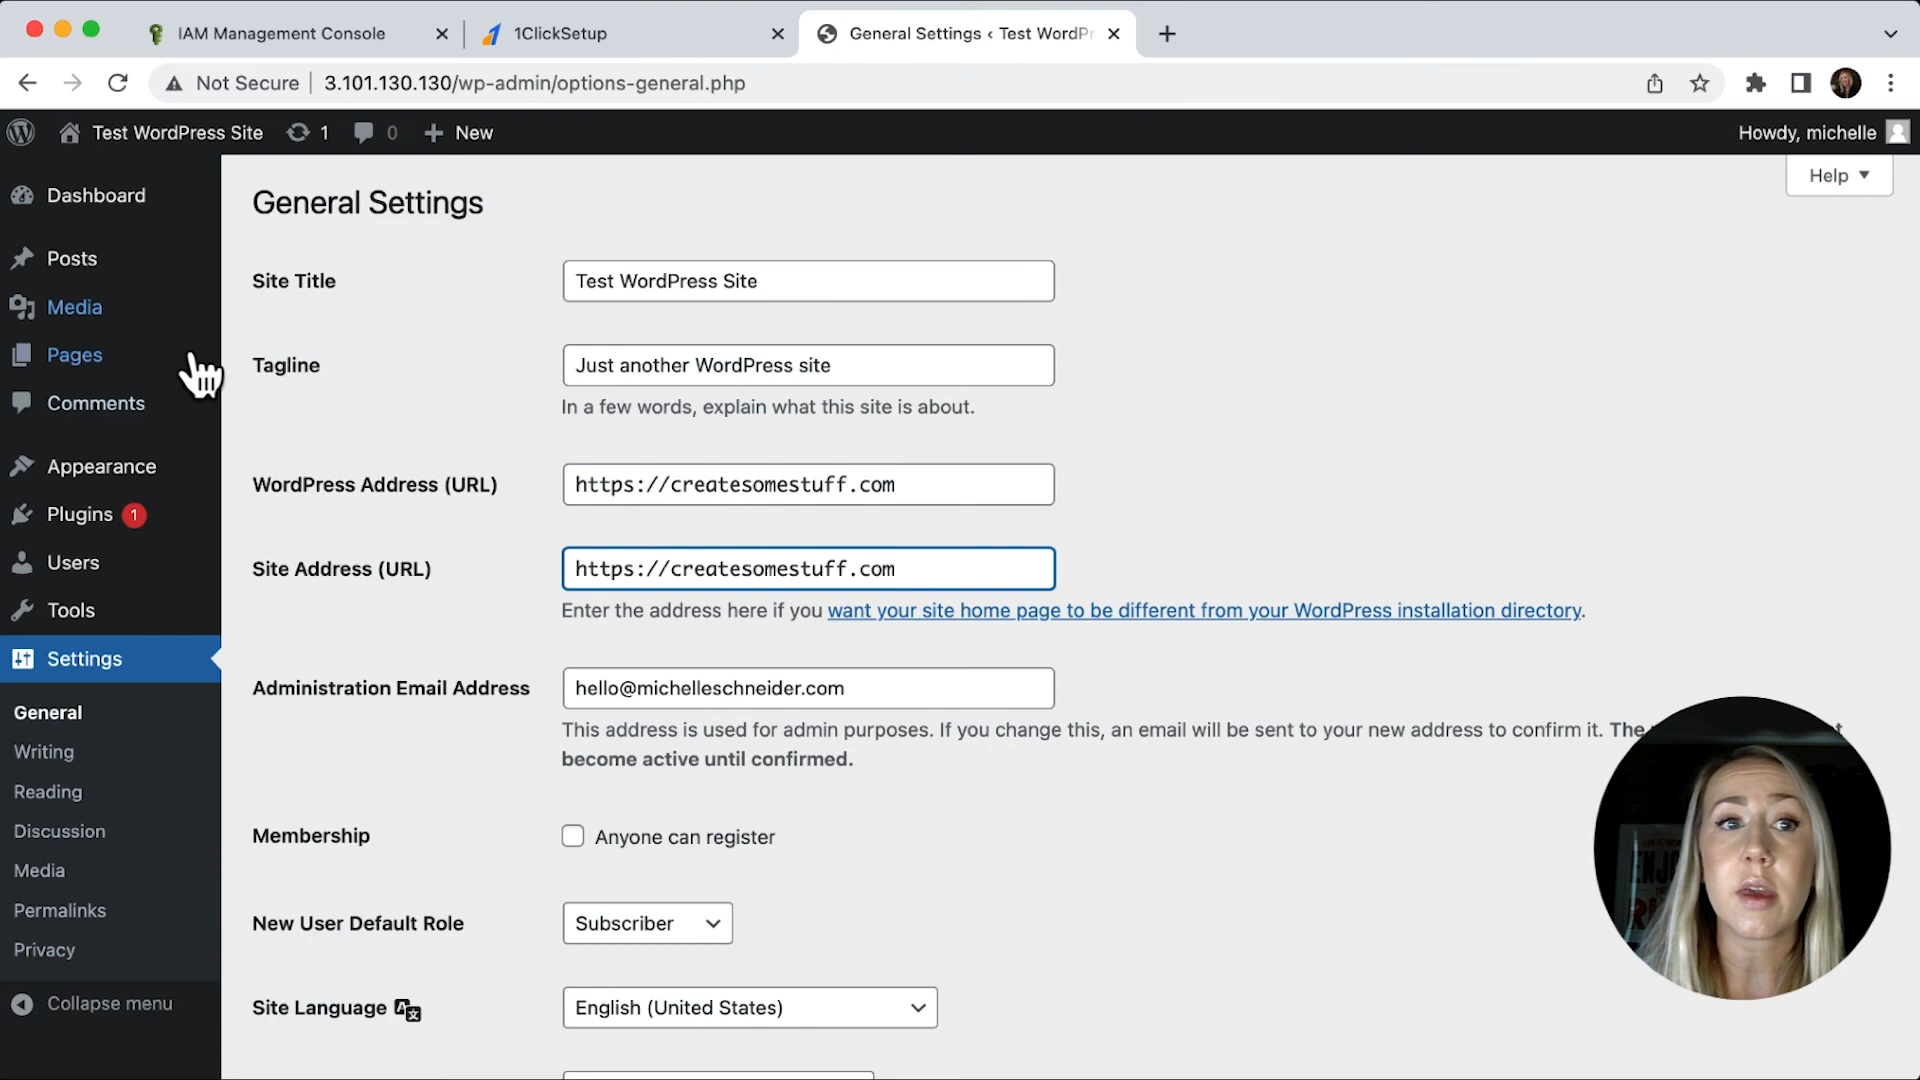 IAM Management Console
1ClickSetup
General Settings ‹ Test WordPr
Not Secure
3.101.130.130/wp-admin/options-general.php
Test WordPress Site
1
0
New
Howdy, michelle
Help
Dashboard
Posts
Media
Pages
Comments
Appearance
Plugins 1
Users
Tools
Settings
General
Writing
Reading
Discussion
Media
Permalinks
Privacy
Collapse menu
General Settings
Site Title
Test WordPress Site
Tagline
Just another WordPress site
In a few words, explain what this site is about.
WordPress Address (URL)
https://createsomestuff.com
Site Address (URL)
https://createsomestuff.com
Enter the address here if you want your site home page to be different from your WordPress installation directory.
Administration Email Address
hello@michelleschneider.com
This address is used for admin purposes. If you change this, an email will be sent to your new address to confirm it. The
become active until confirmed.
Membership
Anyone can register
New User Default Role
Subscriber
Site Language
English (United States)